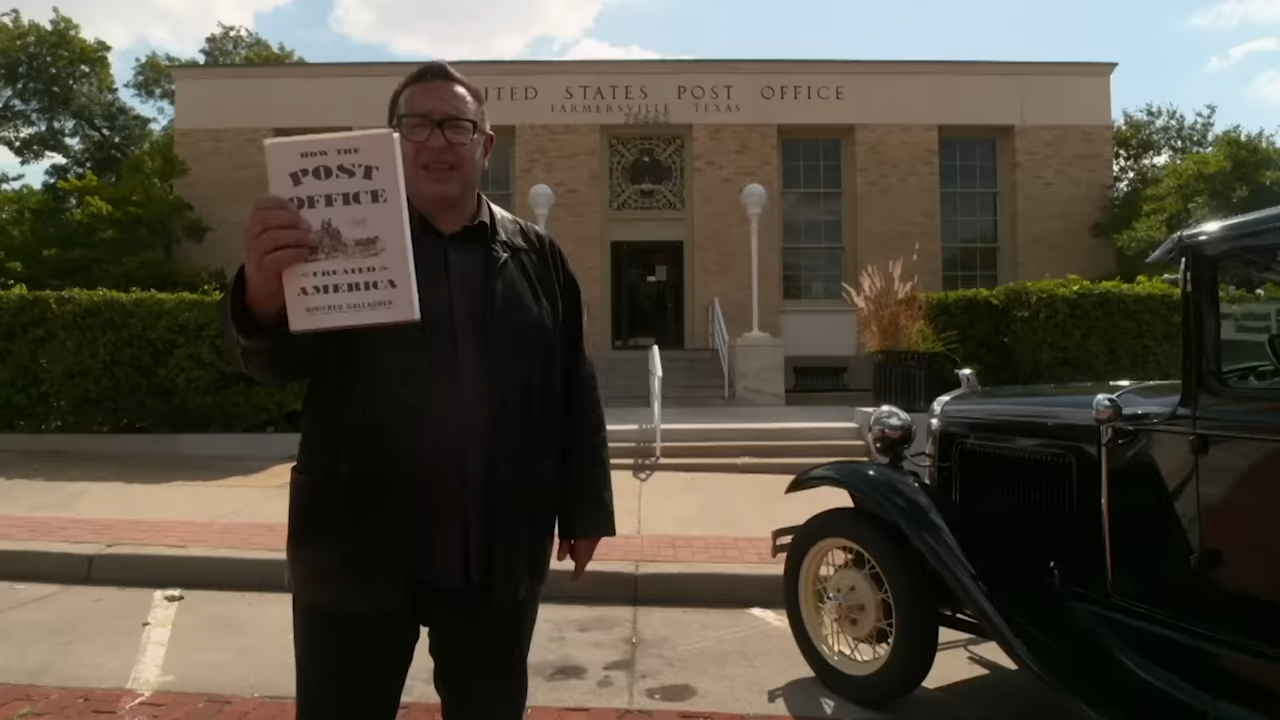 ITED STATES POST OFFICE
FARMERSVILLE TEXAS
HOW THE
POST
OFFICE
CREATED
AMERICA
WINIFRED GALLAGHER